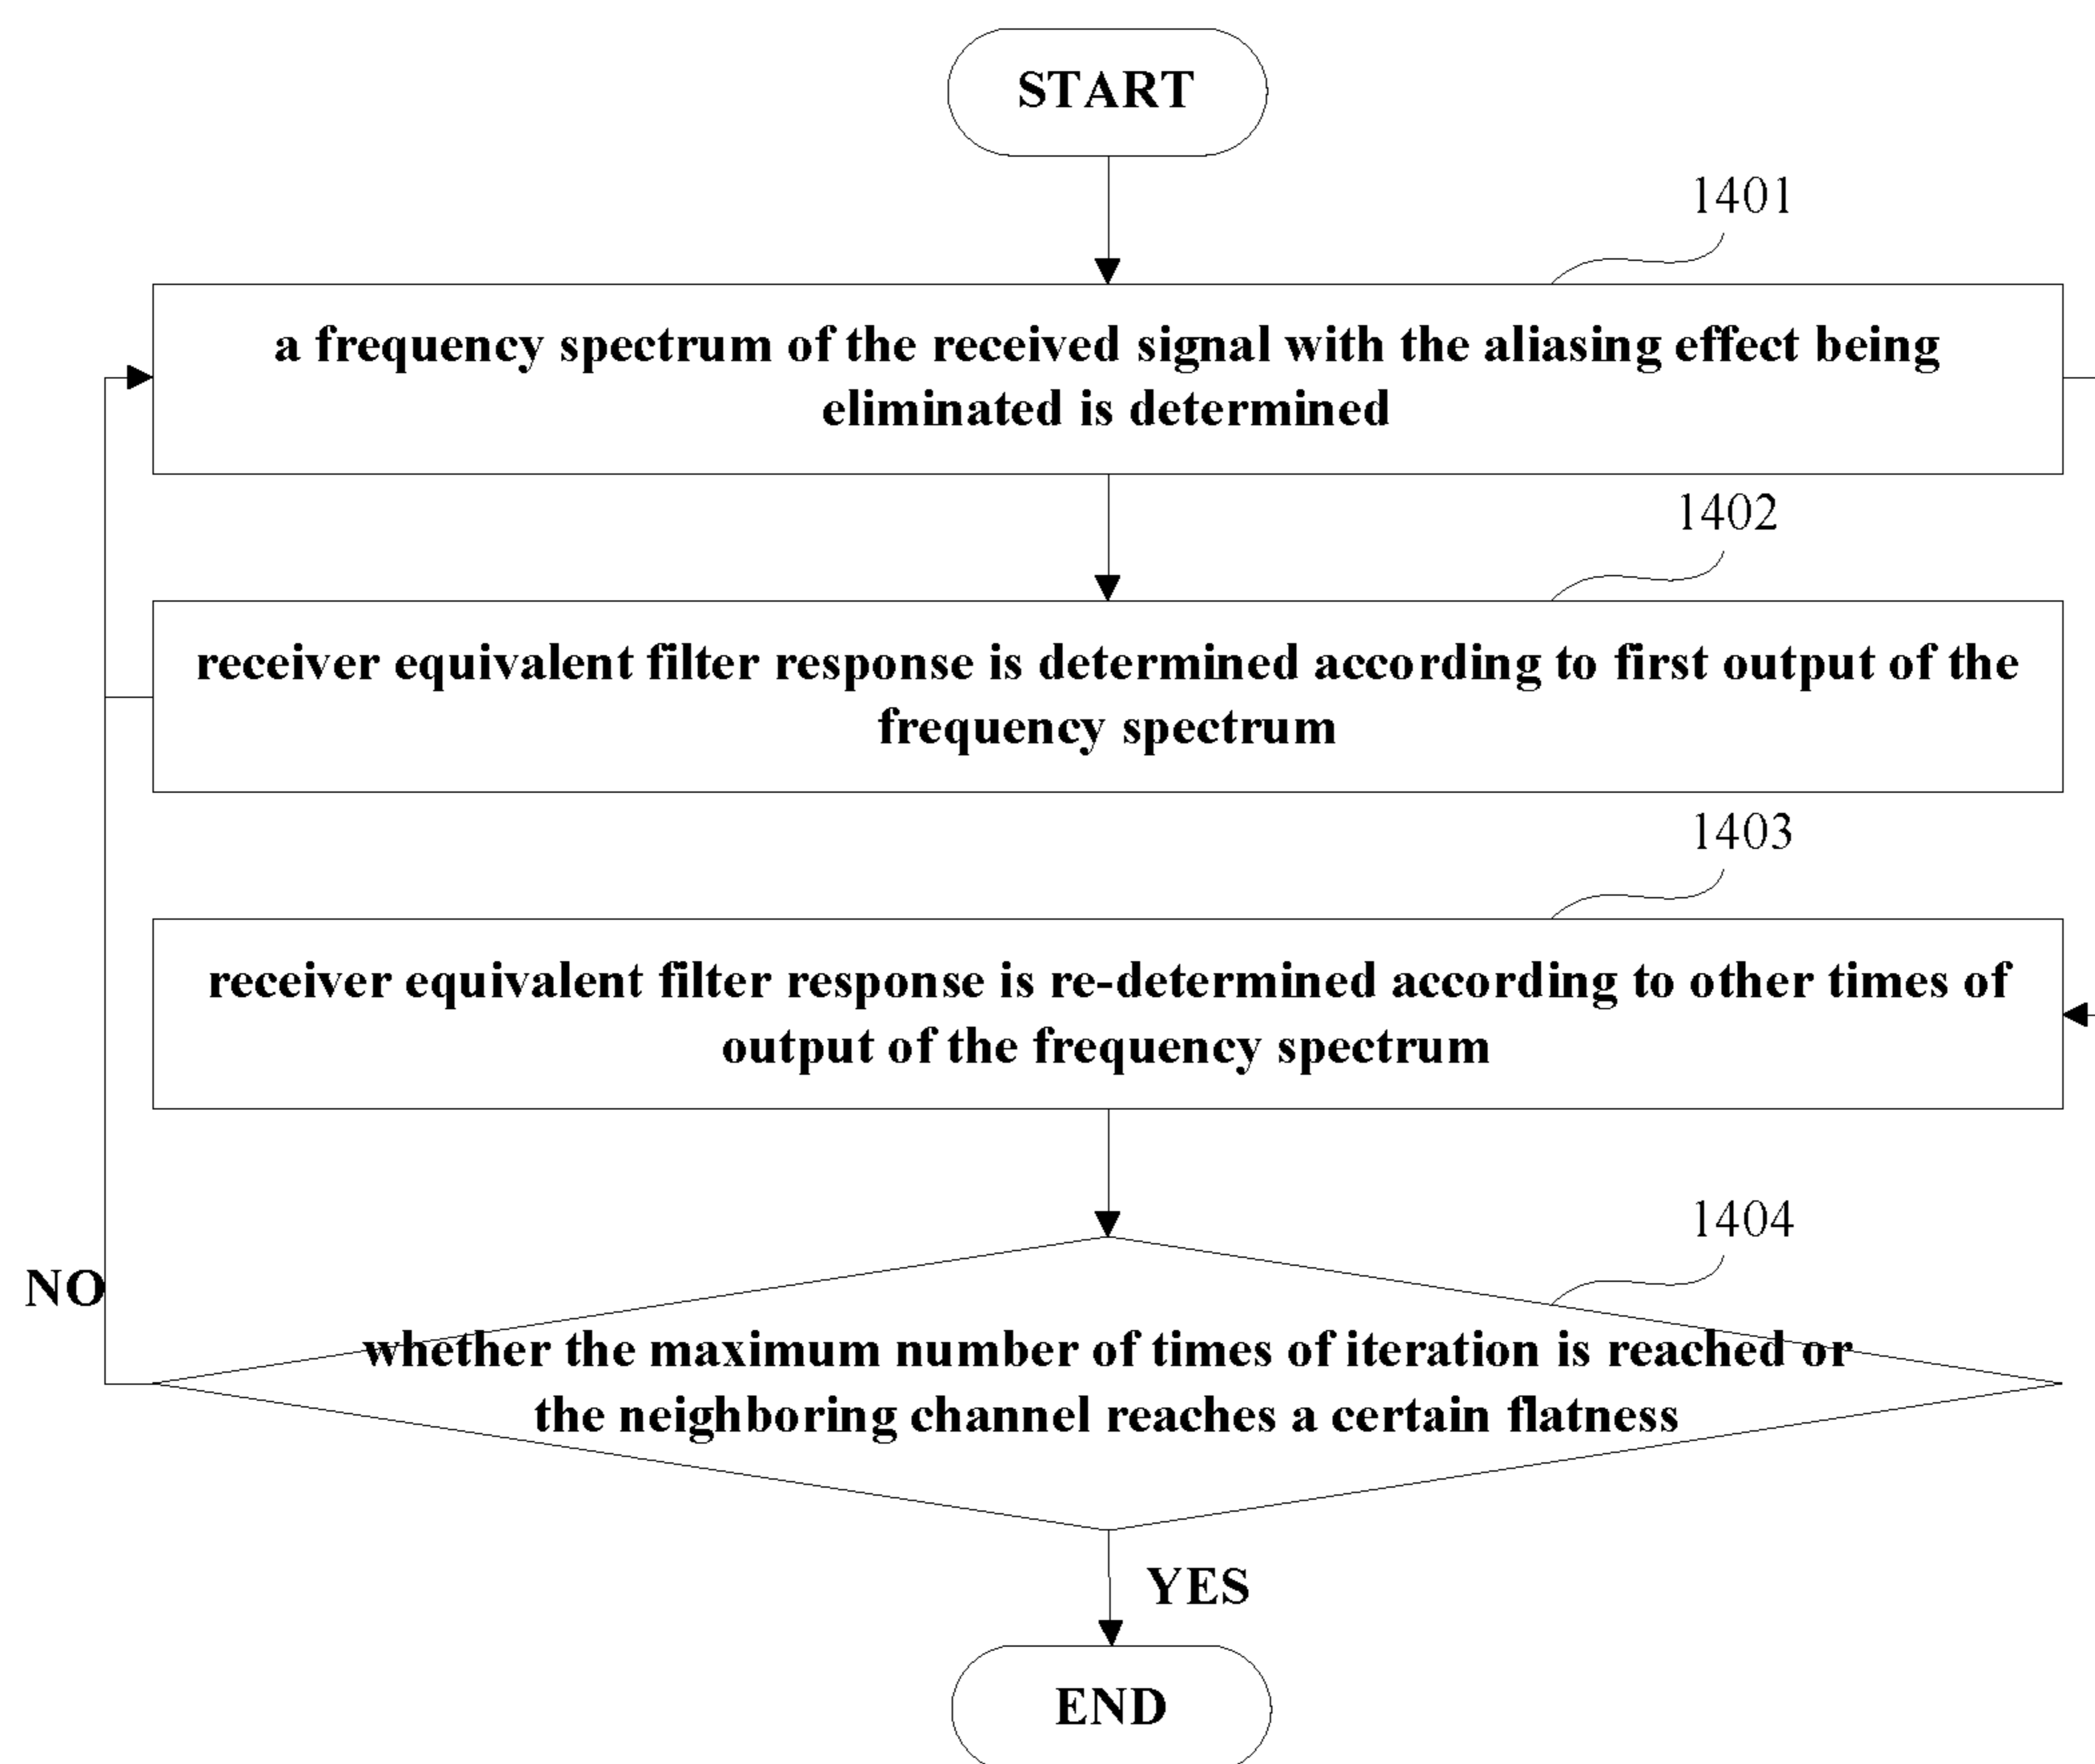 START
1401
a frequency spectrum of the received signal with the aliasing effect being
eliminated is determined
1402
receiver equivalent filter response is determined according to first output of the
frequency spectrum
1403
receiver equivalent filter response is re-determined according to other times of
output of the frequency spectrum
1404
NO
whether the maximum number of times of iteration is reached or
the neighboring channel reaches a certain flatness
YES
END